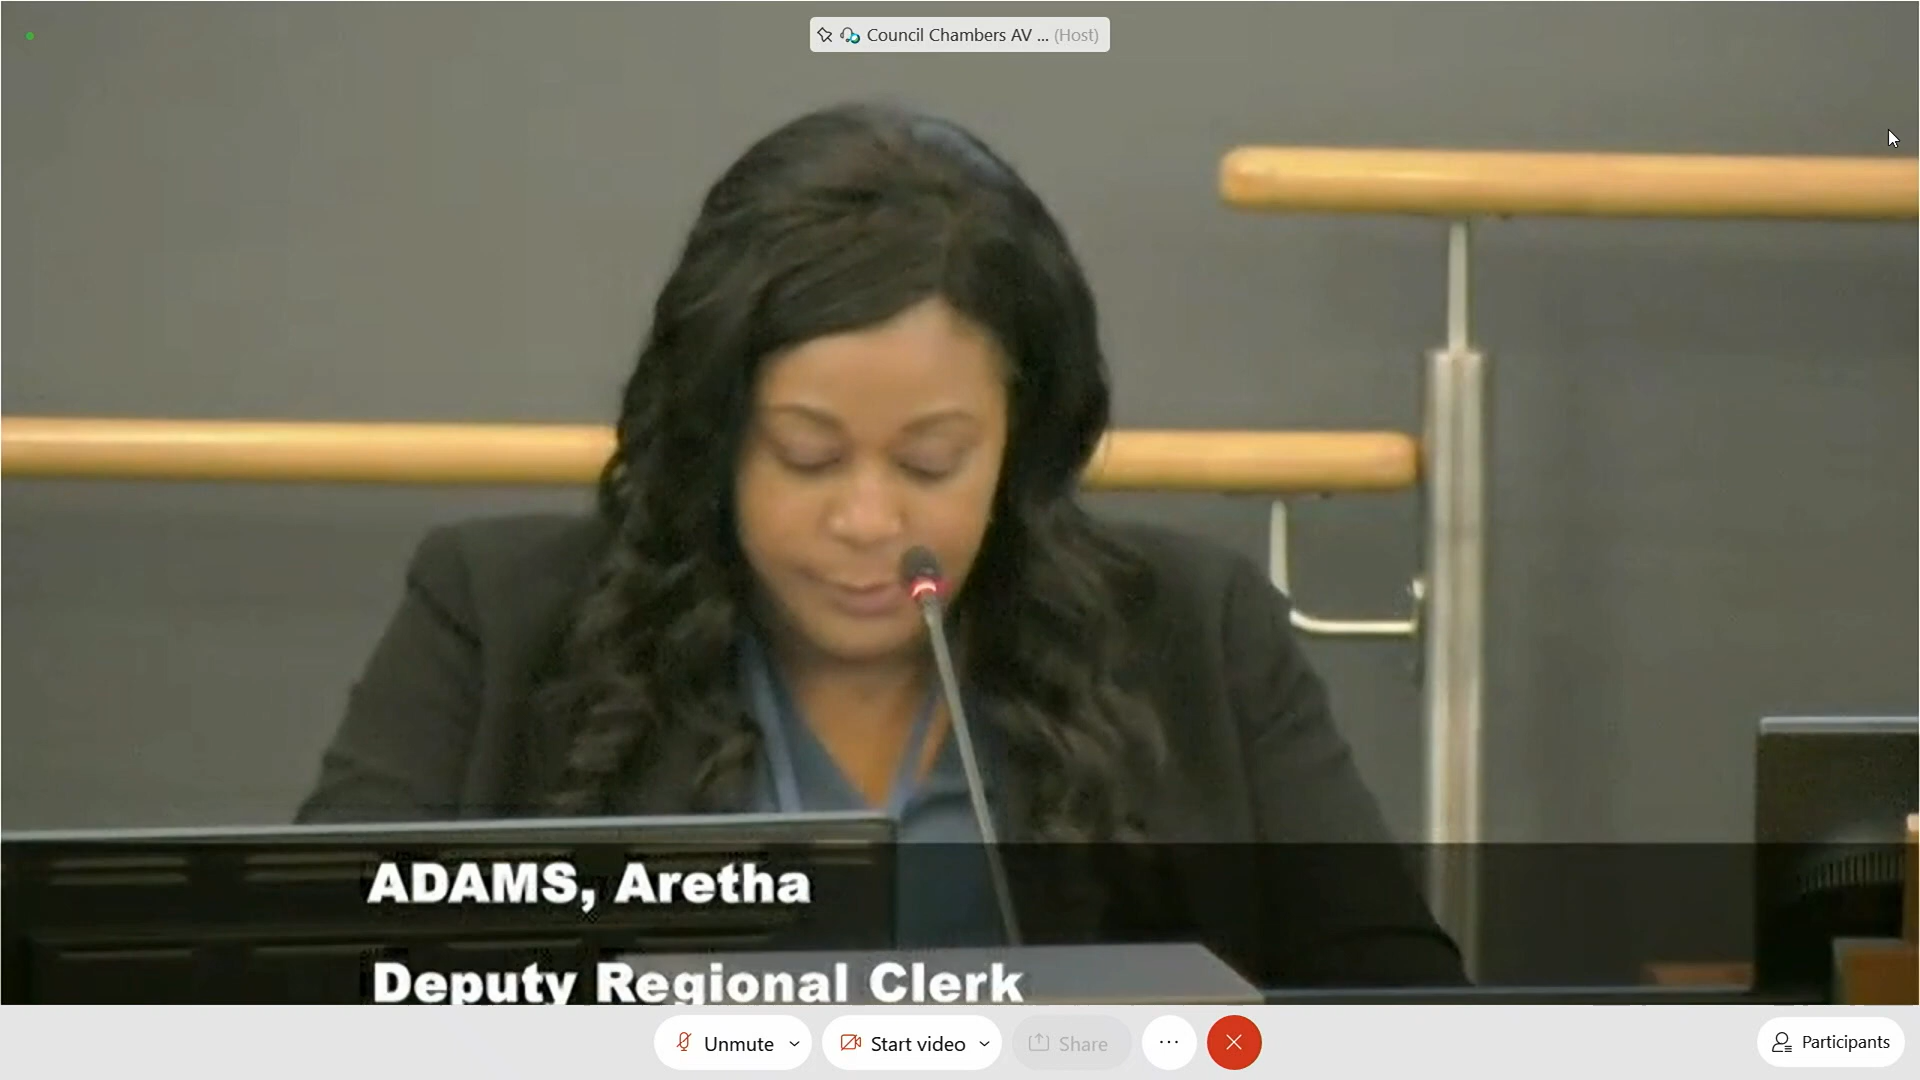 Council Chambers AV ... (Host)
ADAMS, Aretha
Deputy Regional Clerk
Unmute
Start video
Share
Participants